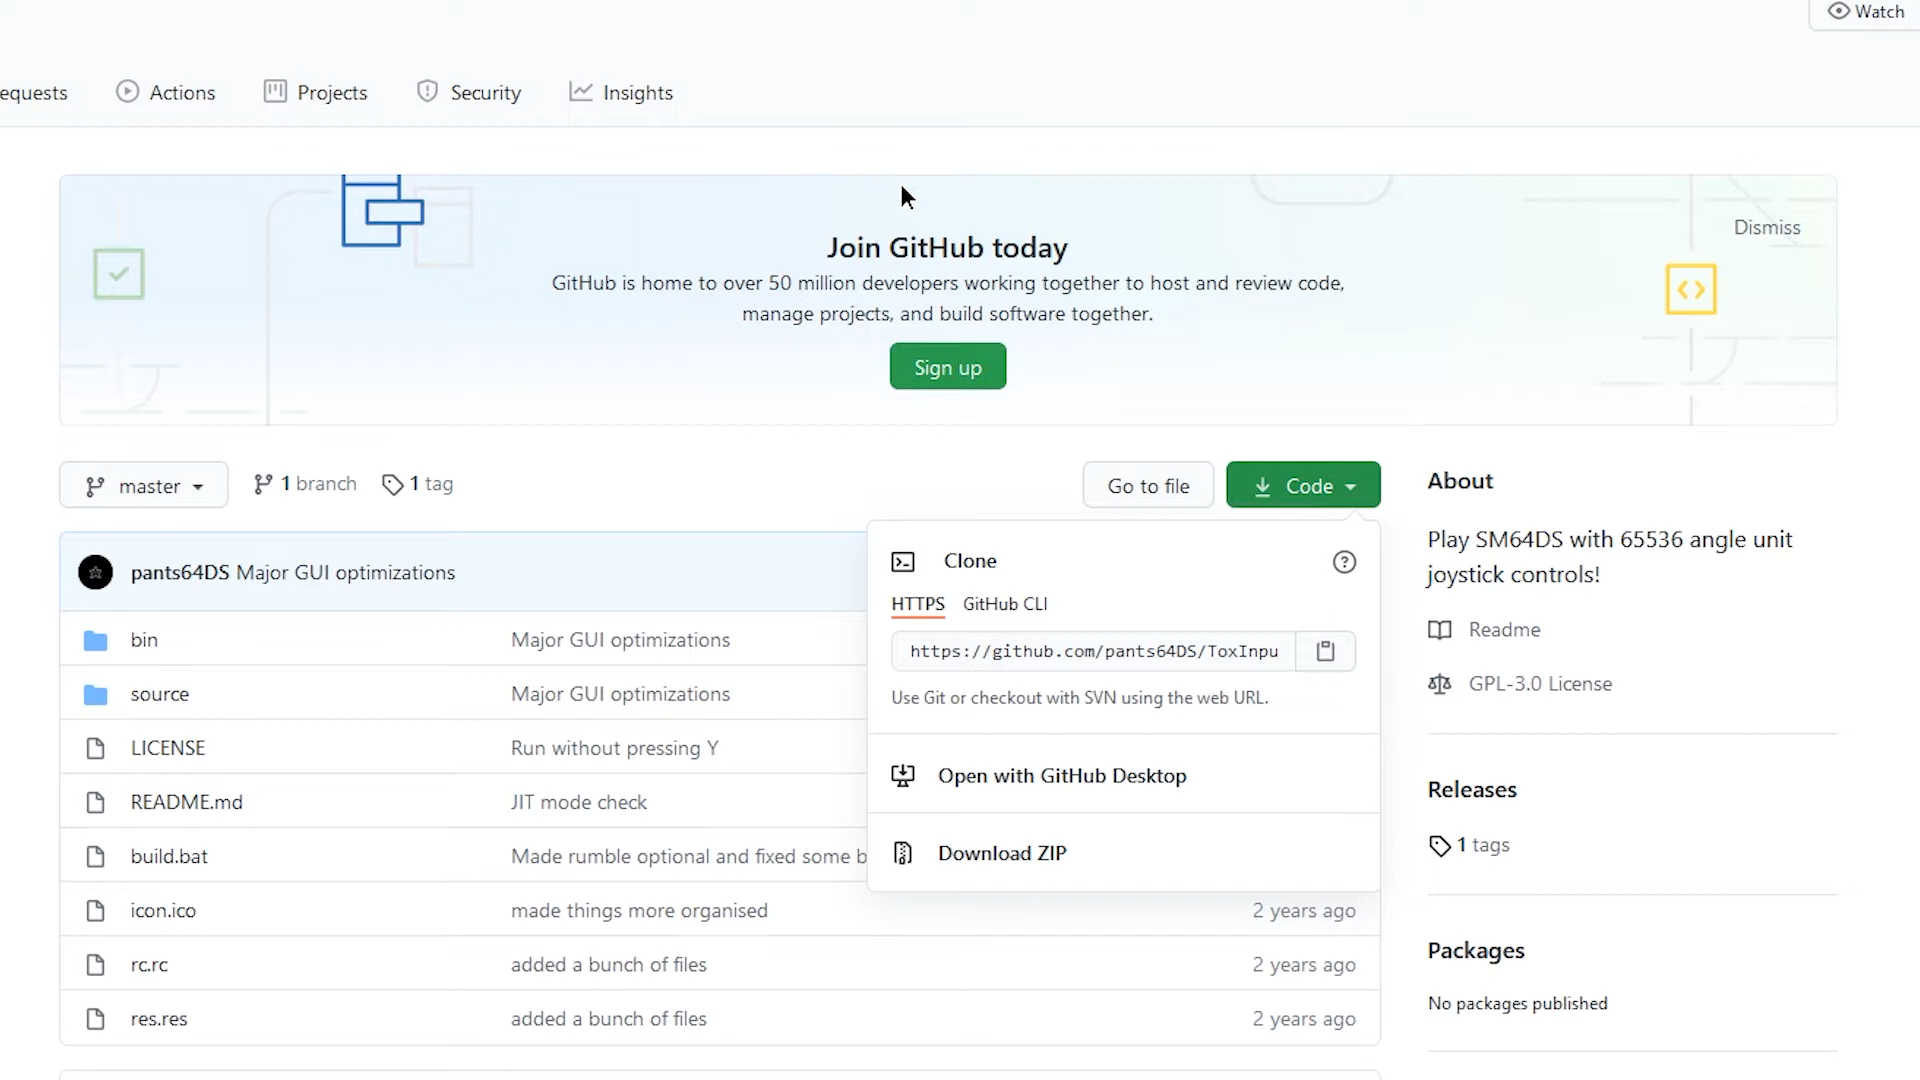 Watch
equests
Actions
Projects
Security
Insights
Dismiss
Join GitHub today
GitHub is home to over 50 million developers working together to host and review code,
manage projects, and build software together.
Sign up
master
1 branch
1 tag
Go to file
Code
pants64DS Major GUI optimizations
bin Major GUI optimizations
source Major GUI optimizations
LICENSE Run without pressing Y
README.md JIT mode check
build.bat Made rumble optional and fixed some b
icon.ico made things more organised 2 years ago
rc.rc added a bunch of files 2 years ago
res.res added a bunch of files 2 years ago
Clone
HTTPS GitHub CLI
https://github.com/pants64DS/ToxInpu
Use Git or checkout with SVN using the web URL.
Open with GitHub Desktop
Download ZIP
About
Play SM64DS with 65536 angle unit
joystick controls!
Readme
GPL-3.0 License
Releases
1 tags
Packages
No packages published